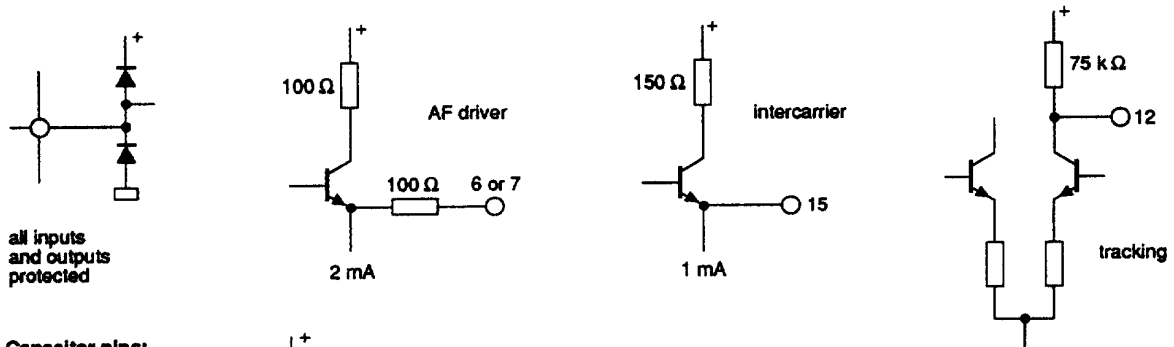 +
100 Ω
AF driver
100 Ω
6 or 7
2 mA
+
150 Ω
intercarrier
15
1 mA
+
75 k Ω
12
tracking
+
all inputs
and outputs
protected
Capacitor pins:
+